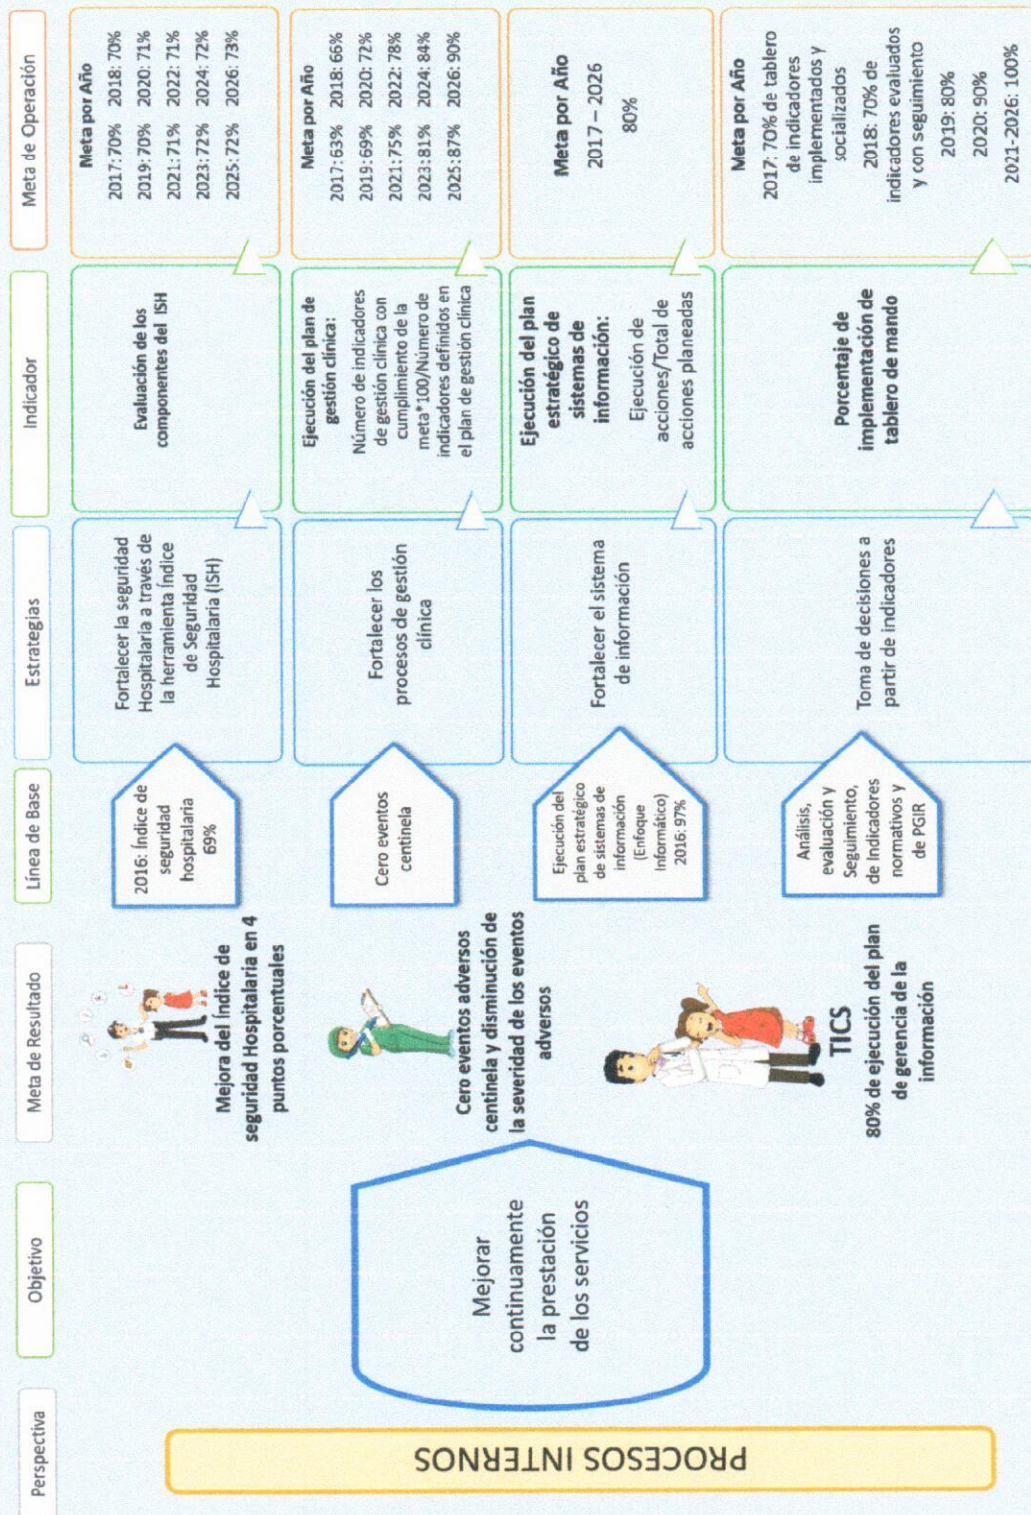 Perspectiva
Objetivo
Meta de Resultado
Línea de Base
Estrategias
Indicador
Meta de Operación
PROCESOS INTERNOS
Mejorar
continuamente
la prestación
de los servicios
Mejora del Índice de
seguridad Hospitalaria en 4
puntos porcentuales
2016: Índice de
seguridad
hospitalaria
69%
Fortalecer la seguridad
Hospitalaria a través de
la herramienta Índice
de Seguridad
Hospitalaria (ISH)
Evaluación de los
componentes del ISH
Meta por Año
2017: 70% 2018: 70%
2019: 70% 2020: 71%
2021: 71% 2022: 71%
2023: 72% 2024: 72%
2025: 72% 2026: 73%
Cero eventos adversos
centinela y disminución de
la severidad de los eventos
adversos
Cero eventos
centinela
Fortalecer los
procesos de gestión
clínica
Ejecución del plan de
gestión clínica:
Número de indicadores
de gestión clínica con
cumplimiento de la
meta*100/Número de
indicadores definidos en
el plan de gestión clínica
Meta por Año
2017: 63% 2018: 66%
2019: 69% 2020: 72%
2021: 75% 2022: 78%
2023: 81% 2024: 84%
2025: 87% 2026: 90%
TICS
80% de ejecución del plan
de gerencia de la
información
Ejecución del
plan estratégico
de sistemas de
información
(Enfoque
Informático)
2016: 97%
Fortalecer el sistema
de información
Ejecución del plan
estratégico de
sistemas de
información:
Ejecución de
acciones/Total de
acciones planeadas
Meta por Año
2017 – 2026
80%
Análisis,
evaluación y
Seguimiento,
de Indicadores
normativos y
de PGIR
Toma de decisiones a
partir de indicadores
Porcentaje de
implementación de
tablero de mando
Meta por Año
2017: 70% de tablero
de indicadores
implementados y
socializados
2018: 70% de
indicadores evaluados
y con seguimiento
2019: 80%
2020: 90%
2021-2026: 100%